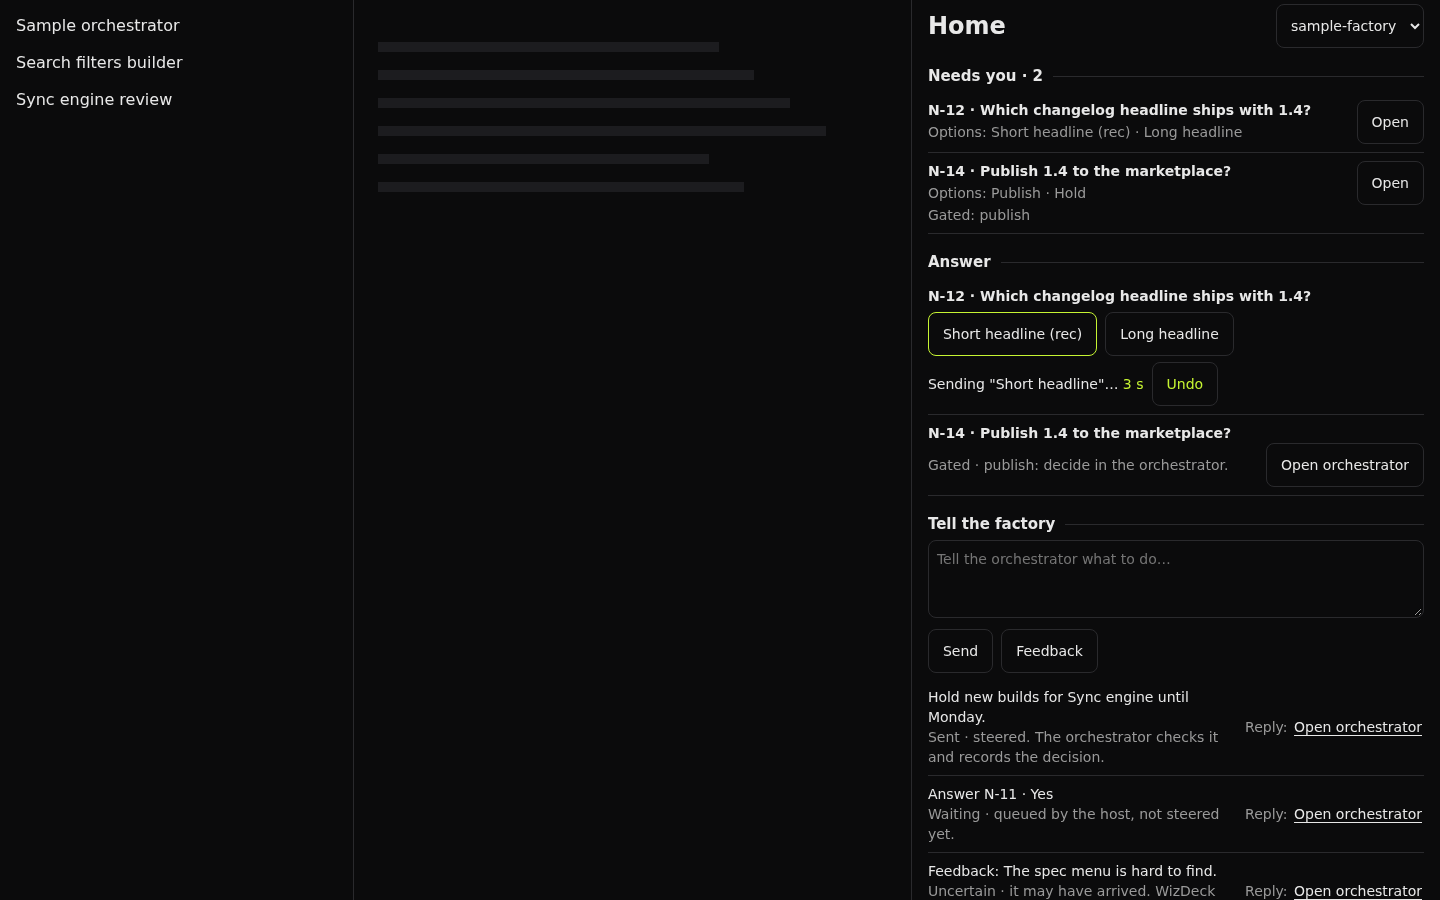 Sample orchestrator
Search filters builder
Sync engine review
Home
sample-factory
Needs you · 2
N-12 · Which changelog headline ships with 1.4?
Options: Short headline (rec) · Long headline
Open
N-14 · Publish 1.4 to the marketplace?
Options: Publish · Hold
Gated: publish
Open
Answer
N-12 · Which changelog headline ships with 1.4?
Short headline (rec)
Long headline
Sending "Short headline"… 3 s
Undo
N-14 · Publish 1.4 to the marketplace?
Gated · publish: decide in the orchestrator.
Open orchestrator
Tell the factory
Tell the orchestrator what to do…
Send
Feedback
Hold new builds for Sync engine until
Monday.
Sent · steered. The orchestrator checks it
and records the decision.
Reply: Open orchestrator
Answer N-11 · Yes
Waiting · queued by the host, not steered
yet.
Reply: Open orchestrator
Feedback: The spec menu is hard to find.
Uncertain · it may have arrived. WizDeck
Reply: Open orchestrator